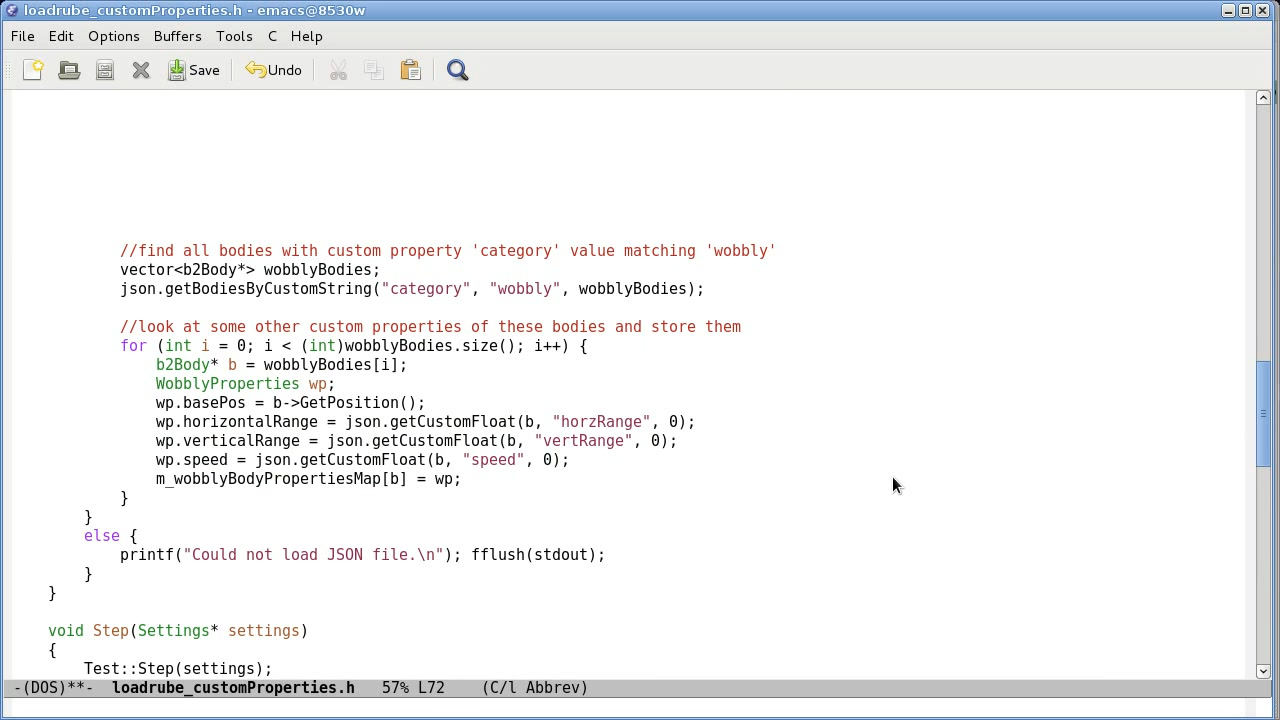 loadrube_customProperties.h - emacs@8530w
File Edit Options Buffers Tools C Help
Save Undo
//find all bodies with custom property 'category' value matching 'wobbly'
vector<b2Body*> wobblyBodies;
json.getBodiesByCustomString("category", "wobbly", wobblyBodies);
//look at some other custom properties of these bodies and store them
for (int i = 0; i < (int)wobblyBodies.size(); i++) {
b2Body* b = wobblyBodies[i];
WobblyProperties wp;
wp.basePos = b->GetPosition();
wp.horizontalRange = json.getCustomFloat(b, "horzRange", 0);
wp.verticalRange = json.getCustomFloat(b, "vertRange", 0);
wp.speed = json.getCustomFloat(b, "speed", 0);
m_wobblyBodyPropertiesMap[b] = wp;
}
}
else {
printf("Could not load JSON file.\n"); fflush(stdout);
}
}
void Step(Settings* settings)
{
Test::Step(settings);
-(DOS)**- loadrube_customProperties.h 57% L72 (C/l Abbrev)